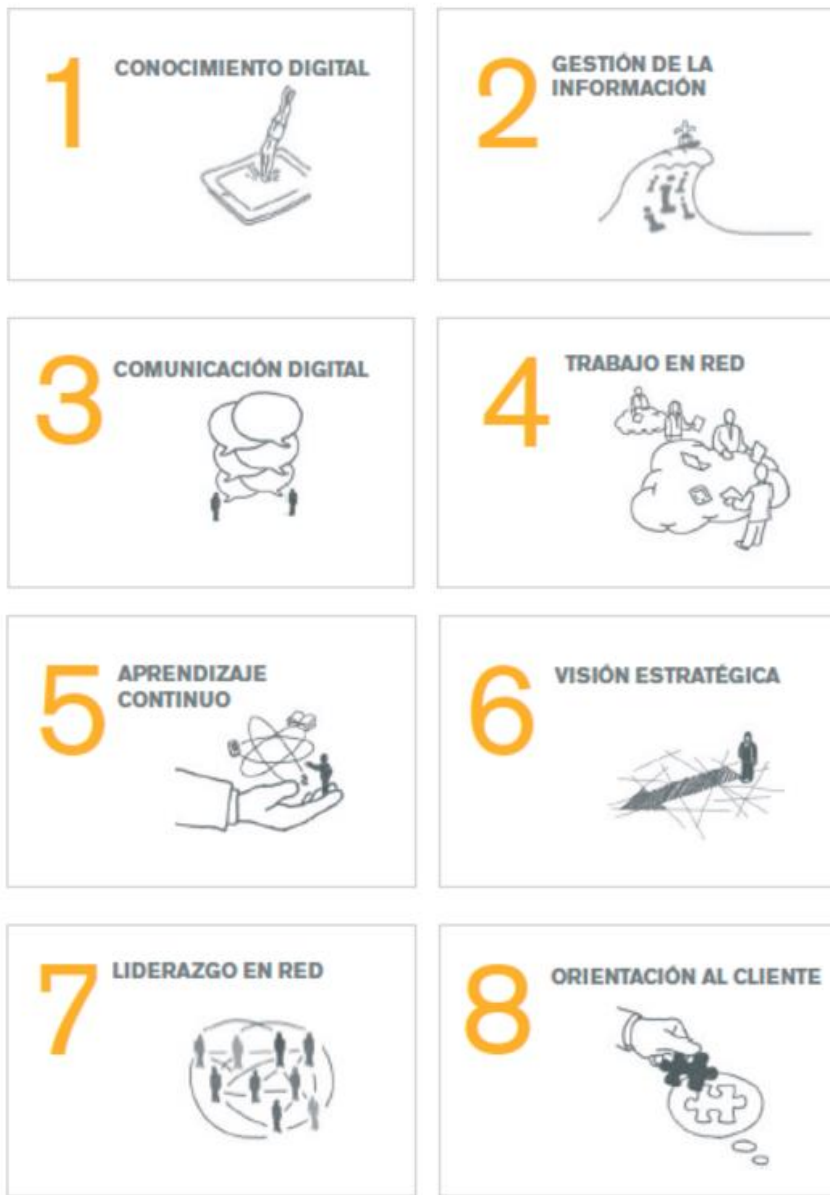 1
CONOCIMIENTO DIGITAL
2
GESTIÓN DE LA
INFORMACIÓN
3
COMUNICACIÓN DIGITAL
4
TRABAJO EN RED
5
APRENDIZAJE
CONTINUO
6
VISIÓN ESTRATÉGICA
7
LIDERAZGO EN RED
8
ORIENTACIÓN AL CLIENTE